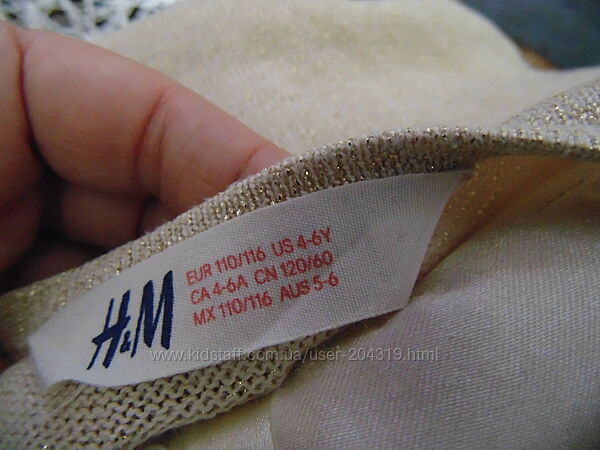 H&M
EUR 110/116 US 4-6Y
CA 4-6A CN 120/60
MX 110/116 AUS 5-6
www.kidstaff.com.ua/user-204319.html